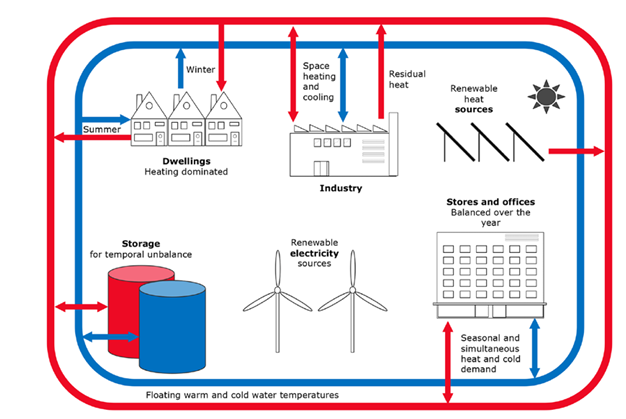 Winter
Summer
Dwellings
Heating dominated
Space
heating
and
cooling
Residual
heat
Industry
Renewable
heat
sources
Storage
for temporal unbalance
Renewable
electricity
sources
Stores and offices
Balanced over the
year
Seasonal and
simultaneous
heat and cold
demand
Floating warm and cold water temperatures